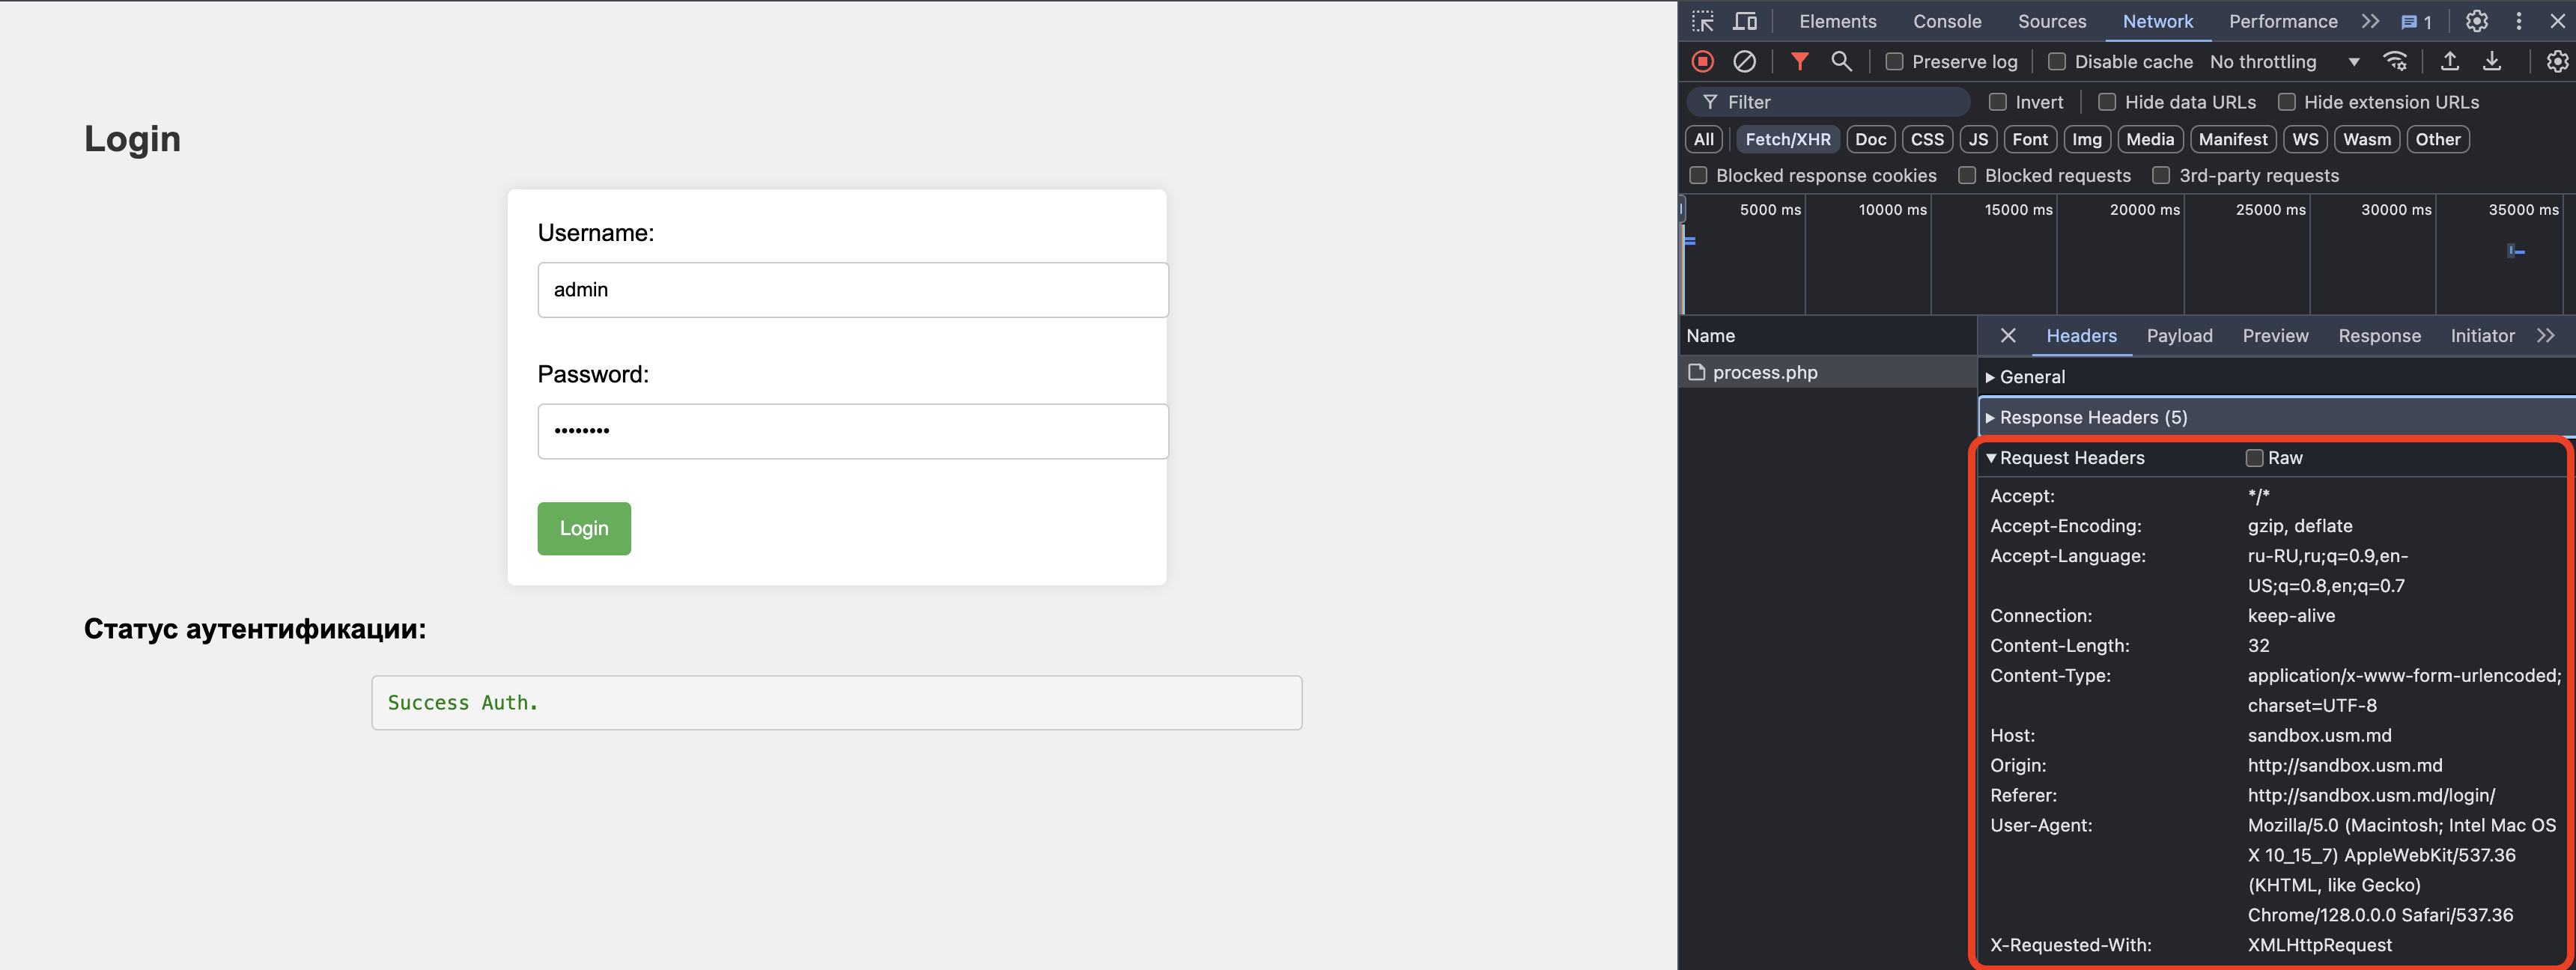 Login
Username:
admin
Password:
••••••••
Login
Статус аутентификации:
Success Auth.
Elements Console Sources Network Performance 1
Preserve log Disable cache No throttling
Filter Invert Hide data URLs Hide extension URLs
All Fetch/XHR Doc CSS JS Font Img Media Manifest WS Wasm Other
Blocked response cookies Blocked requests 3rd-party requests
5000 ms 10000 ms 15000 ms 20000 ms 25000 ms 30000 ms 35000 ms
Name Headers Payload Preview Response Initiator
process.php
General
Response Headers (5)
Request Headers Raw
Accept: */*
Accept-Encoding: gzip, deflate
Accept-Language: ru-RU,ru;q=0.9,en-
US;q=0.8,en;q=0.7
Connection: keep-alive
Content-Length: 32
Content-Type: application/x-www-form-urlencoded;
charset=UTF-8
Host: sandbox.usm.md
Origin: http://sandbox.usm.md
Referer: http://sandbox.usm.md/login/
User-Agent: Mozilla/5.0 (Macintosh; Intel Mac OS
X 10_15_7) AppleWebKit/537.36
(KHTML, like Gecko)
Chrome/128.0.0.0 Safari/537.36
X-Requested-With: XMLHttpRequest